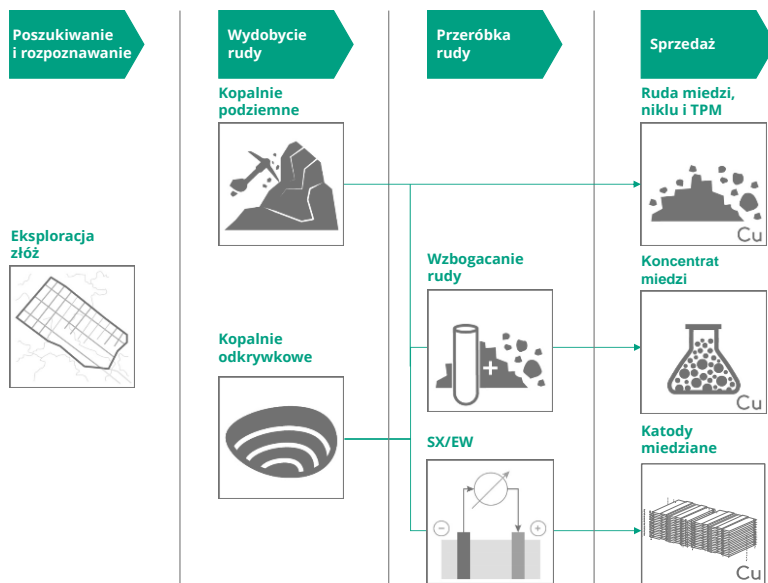 Poszukiwanie
i rozpoznawanie
Wydobycie
rudy
Przeróbka
rudy
Sprzedaż
Kopalnie
podziemne
Ruda miedzi,
niklu i TPM
Cu
Eksploracja
złóż
Wzbogacanie
rudy
+
Koncentrat
miedzi
Cu
Kopalnie
odkrywkowe
SX/EW
− +
Katody
miedziane
Cu